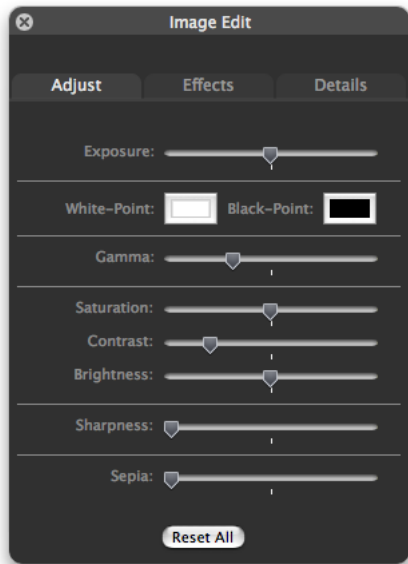 Image Edit
Adjust Effects Details
Exposure:
White-Point: Black-Point:
Gamma:
Saturation:
Contrast:
Brightness:
Sharpness:
Sepia:
Reset All